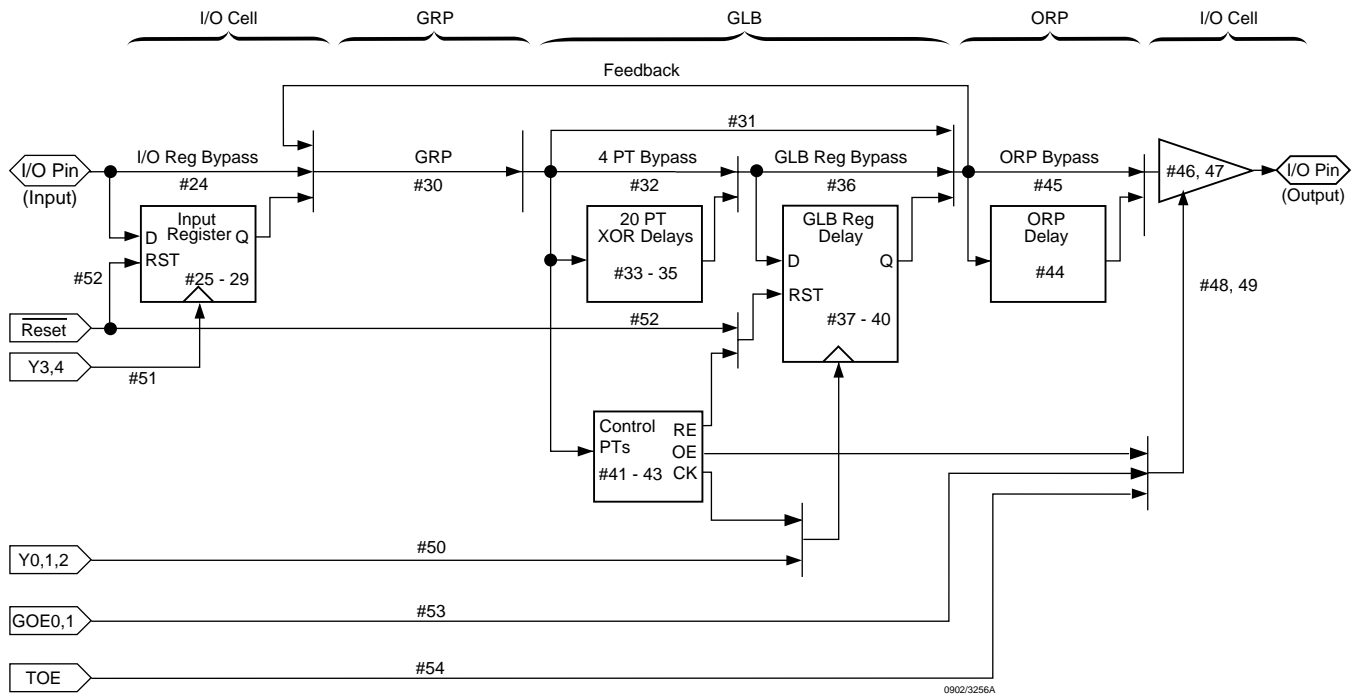 I/O Cell
GRP
GLB
ORP
I/O Cell
Feedback
#31
I/O Pin
(Input)
I/O Reg Bypass
#24
GRP
#30
4 PT Bypass
#32
GLB Reg Bypass
#36
ORP Bypass
#45
#46, 47
I/O Pin
(Output)
Input
Register
D
Q
RST
#25 - 29
#52
20 PT
XOR Delays
#33 - 35
GLB Reg
Delay
D
Q
RST
#37 - 40
ORP
Delay
#44
#48, 49
Reset
#52
Y3,4
#51
Control
PTs
RE
OE
CK
#41 - 43
Y0,1,2
#50
GOE0,1
#53
TOE
#54
0902/3256A